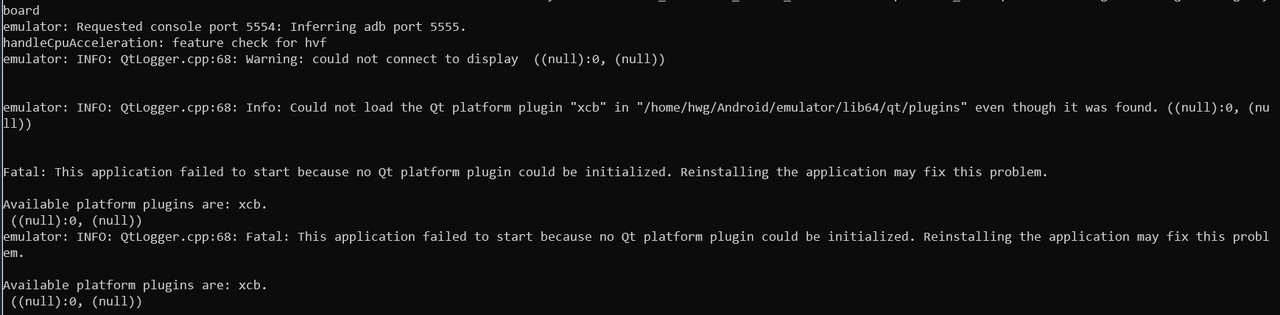 board
emulator: Requested console port 5554: Inferring adb port 5555.
handleCpuAcceleration: feature check for hvf
emulator: INFO: QtLogger.cpp:68: Warning: could not connect to display  ((null):0, (null))
emulator: INFO: QtLogger.cpp:68: Info: Could not load the Qt platform plugin "xcb" in "/home/hwg/Android/emulator/lib64/qt/plugins" even though it was found. ((null):0, (nu
ll))
Fatal: This application failed to start because no Qt platform plugin could be initialized. Reinstalling the application may fix this problem.
Available platform plugins are: xcb.
 ((null):0, (null))
emulator: INFO: QtLogger.cpp:68: Fatal: This application failed to start because no Qt platform plugin could be initialized. Reinstalling the application may fix this probl
em.
Available platform plugins are: xcb.
 ((null):0, (null))